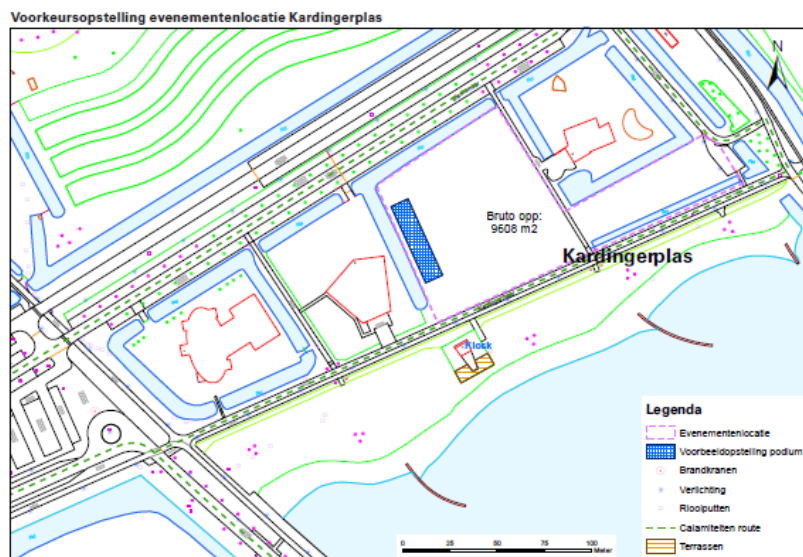 Voorkeursopstelling evenementenlocatie Kardingerplas
N
Bruto opp:
9608 m2
Kardingerplas
Kiosk
Legenda
Evenementenlocatie
Voorbeeldopstelling podium
Brandkranen
Verlichting
Rioolputten
Calamiteiten route
Terrassen
0 25 50 75 100
Meter